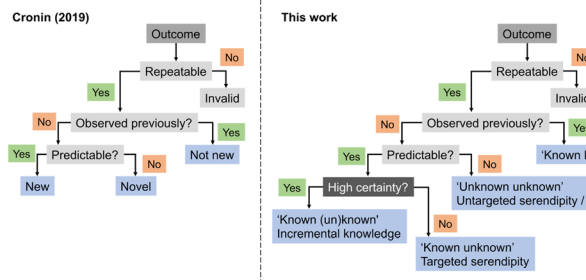 Cronin (2019)
Outcome
No
Repeatable
Yes
Invalid
No
Observed previously?
Yes
Yes
Predictable?
No
Not new
New
Novel
This work
Outcome
No
Repeatable
Yes
No
Observed previously?
Yes
Predictable?
No
'Known
Yes
High certainty?
'Unknown unknown'
Untargeted serendipity /
'Known (un)known'
Incremental knowledge
No
'Known unknown'
Targeted serendipity